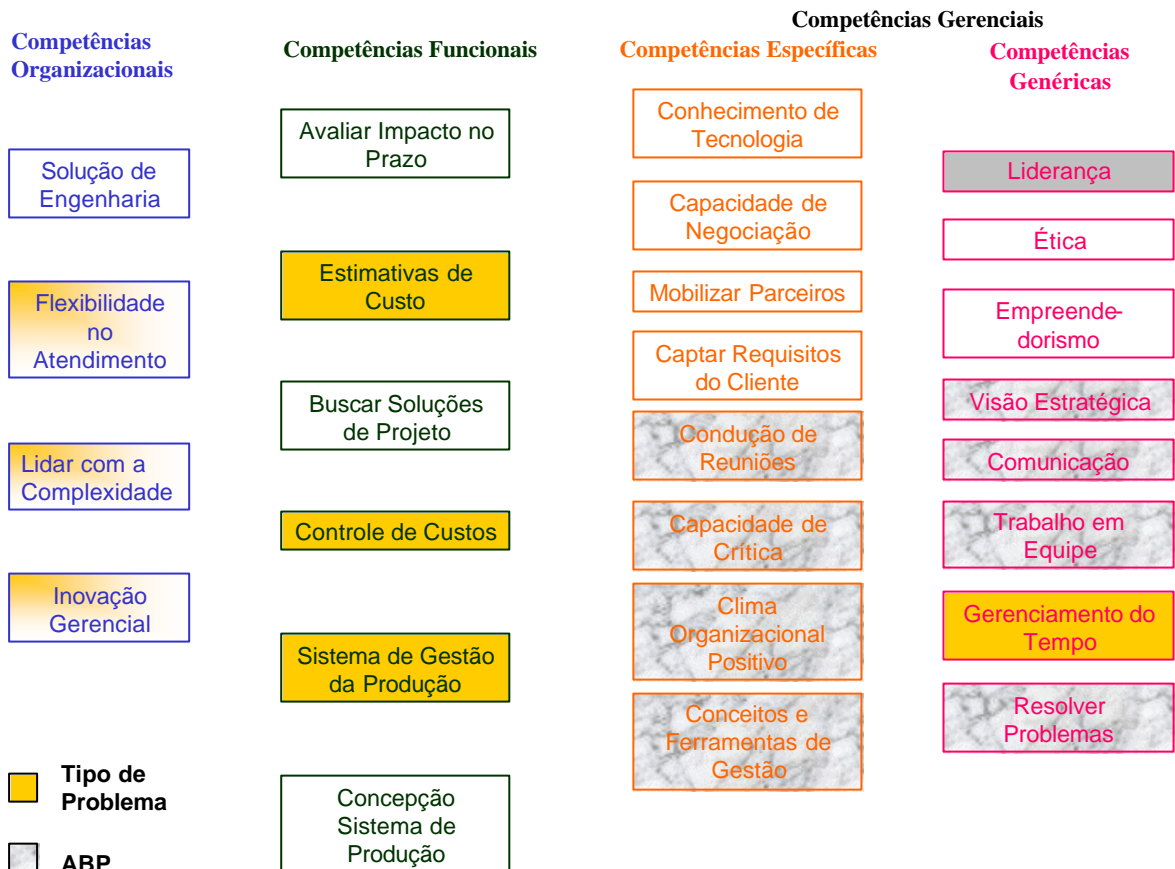 Competências Gerenciais
Competências
Organizacionais
Solução de
Engenharia
Flexibilidade
no
Atendimento
Lidar com a
Complexidade
Inovação
Gerencial
Tipo de
Problema
ABP
Competências Funcionais
Avaliar Impacto no
Prazo
Estimativas de
Custo
Buscar Soluções
de Projeto
Controle de Custos
Sistema de Gestão
da Produção
Concepção
Sistema de
Produção
Competências Específicas
Conhecimento de
Tecnologia
Capacidade de
Negociação
Mobilizar Parceiros
Captar Requisitos
do Cliente
Condução de
Reuniões
Capacidade de
Crítica
Clima
Organizacional
Positivo
Conceitos e
Ferramentas de
Gestão
Competências
Genéricas
Liderança
Ética
Empreende-
dorismo
Visão Estratégica
Comunicação
Trabalho em
Equipe
Gerenciamento do
Tempo
Resolver
Problemas